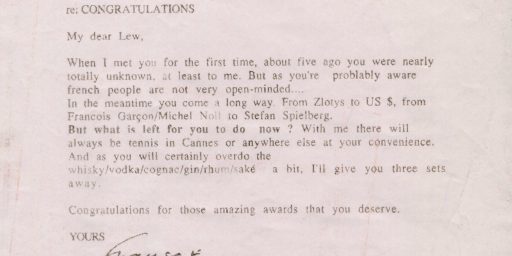 re: CONGRATULATIONS
My dear Lew,
When I met you for the first time, about five ago you were nearly
totally unknown, at least to me. But as you're problably aware
french people are not very open-minded....
In the meantime you come a long way. From Zlotys to US $, from
Francois Garçon/Michel Noll to Stefan Spielberg.
But what is left for you to do now ? With me there will
always be tennis in Cannes or anywhere else at your convenience.
And as you will certainly overdo the
whisky/vodka/cognac/gin/rhum/saké a bit, I'll give you three sets
away.
Congratulations for those amazing awards that you deserve.
YOURS